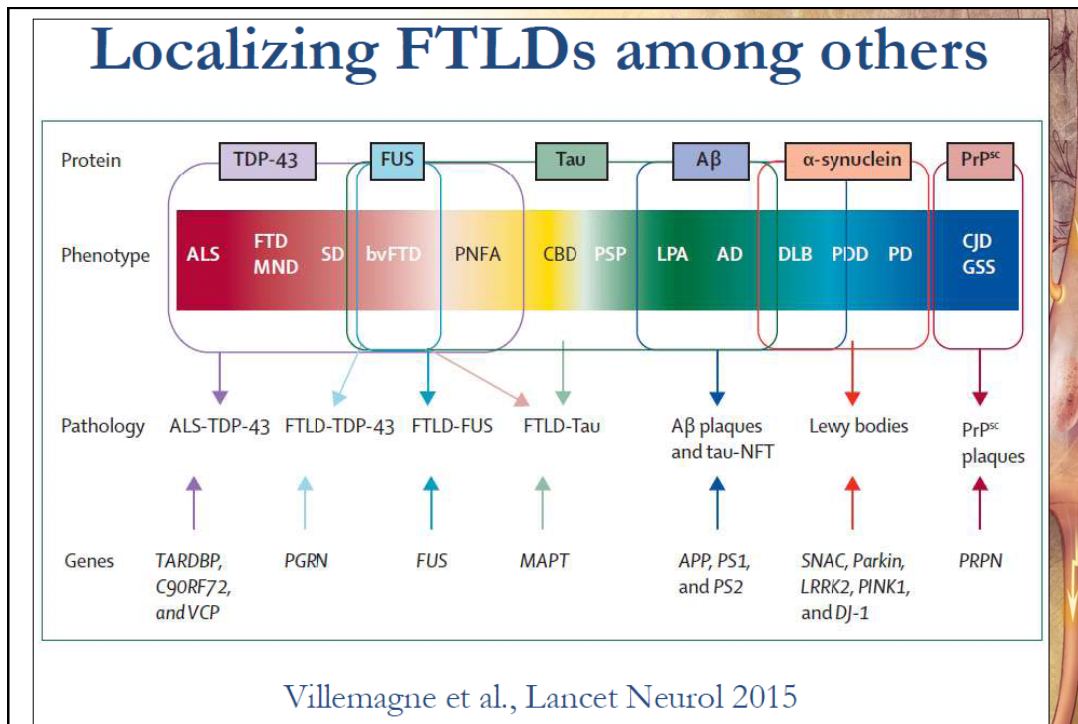 Localizing FTLDs among others
Protein TDP-43 FUS Tau Aβ α-synuclein PrPˢᶜ
Phenotype ALS FTD MND SD bvFTD PNFA CBD PSP LPA AD DLB PDD PD CJD GSS
Pathology ALS-TDP-43 FTLD-TDP-43 FTLD-FUS FTLD-Tau Aβ plaques and tau-NFT Lewy bodies PrPˢᶜ plaques
Genes TARDBP, C9ORF72, and VCP PGRN FUS MAPT APP, PS1, and PS2 SNAC, Parkin, LRRK2, PINK1, and DJ-1 PRPN
Villemagne et al., Lancet Neurol 2015